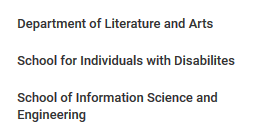 Department of Literature and Arts
School for Individuals with Disabilites
School of Information Science and
Engineering